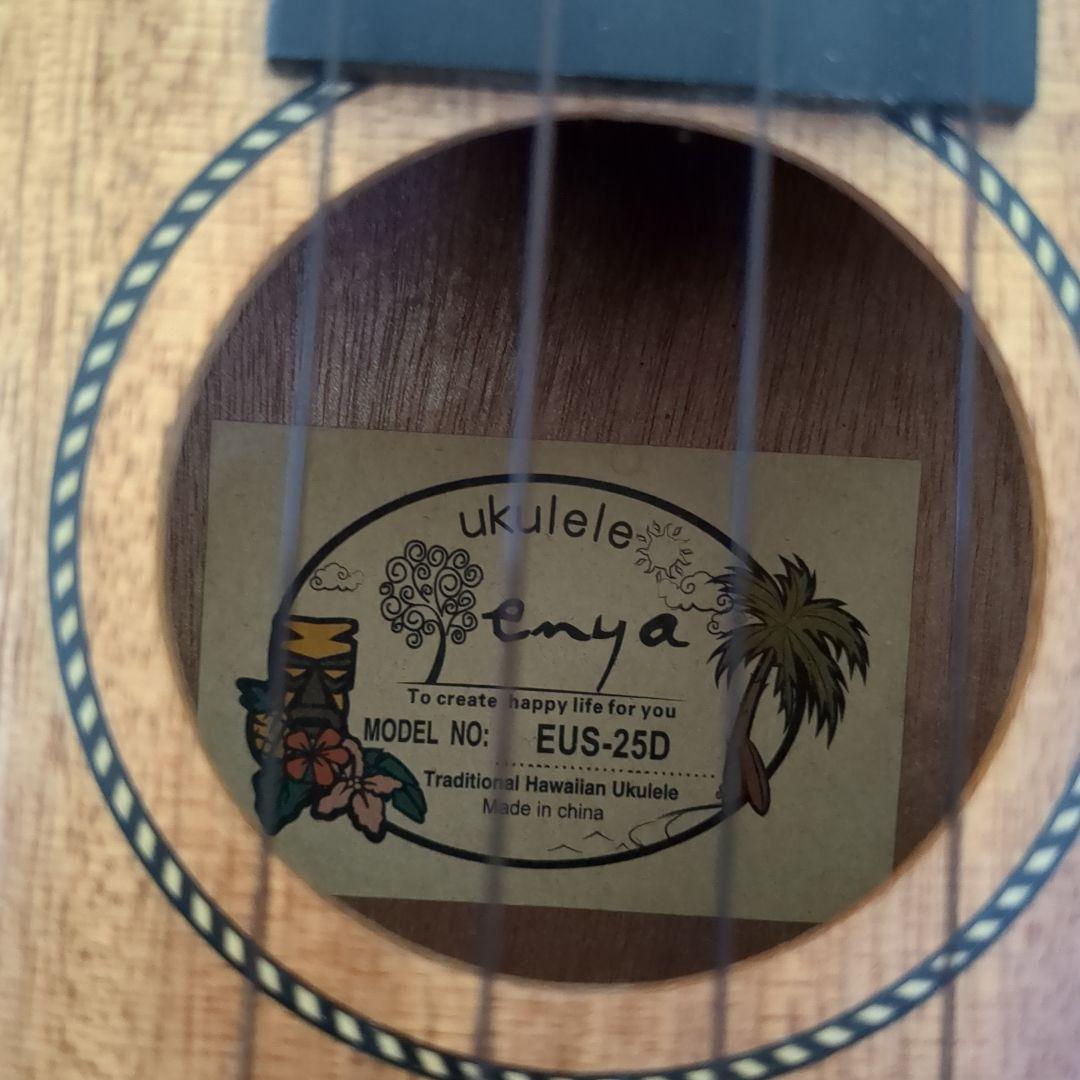 ukulele
enya
To create happy life for you
MODEL NO: EUS-25D
Traditional Hawaiian Ukulele
Made in china